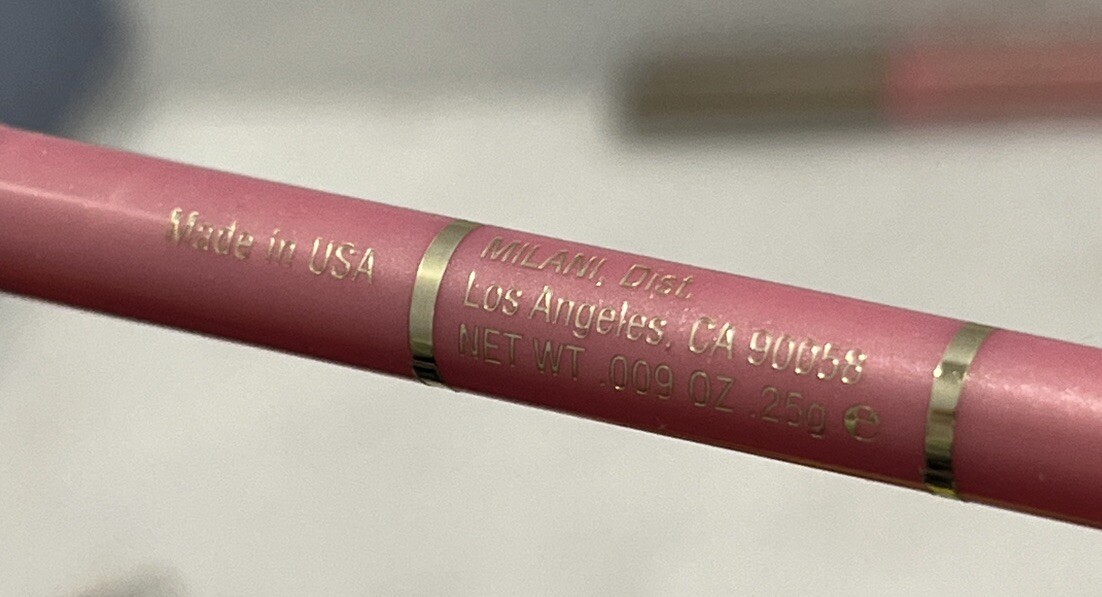 Made in USA
MILANI, Dist.
Los Angeles, CA 90058
NET WT .009 OZ .25g ℮